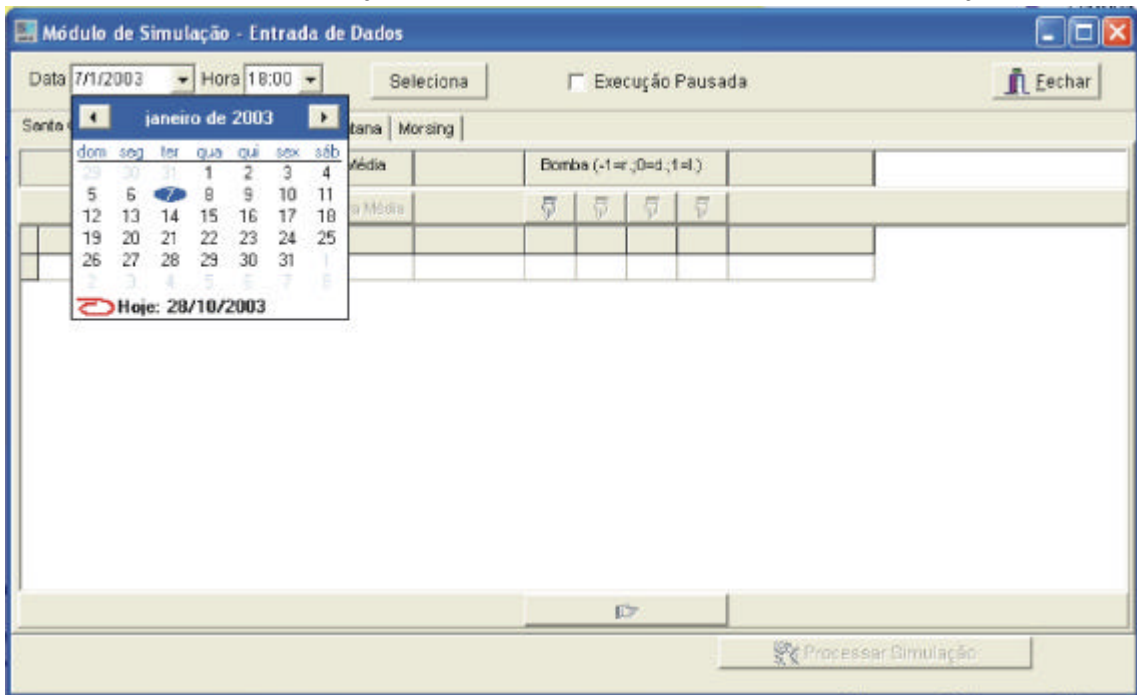 Módulo de Simulação - Entrada de Dados
Data 7/1/2003 Hora 18:00 Seleciona Execução Pausada Fechar
janeiro de 2003
Santa tana Morsing
dom seg ter qua qui sex sáb
29 30 31 1 2 3 4
Média Bomba (-1=r.;0=d.;1=l.)
5 6 7 8 9 10 11
12 13 14 15 16 17 18
a Média
19 20 21 22 23 24 25
26 27 28 29 30 31 1
2 3 4 5 6 7 8
Hoje: 28/10/2003
Processar Simulação